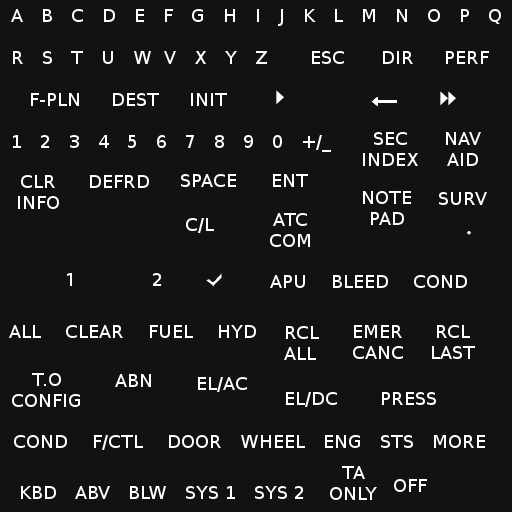 A B C D E F G H I J K L M N O P Q
R S T U W V X Y Z ESC DIR PERF
F-PLN DEST INIT
1 2 3 4 5 6 7 8 9 0 +/_ SEC INDEX NAV AID
CLR INFO DEFRD SPACE ENT
NOTE PAD SURV
C/L ATC COM .
1 2 ✓ APU BLEED COND
ALL CLEAR FUEL HYD RCL ALL EMER CANC RCL LAST
T.O CONFIG ABN EL/AC
EL/DC PRESS
COND F/CTL DOOR WHEEL ENG STS MORE
KBD ABV BLW SYS 1 SYS 2 TA ONLY OFF